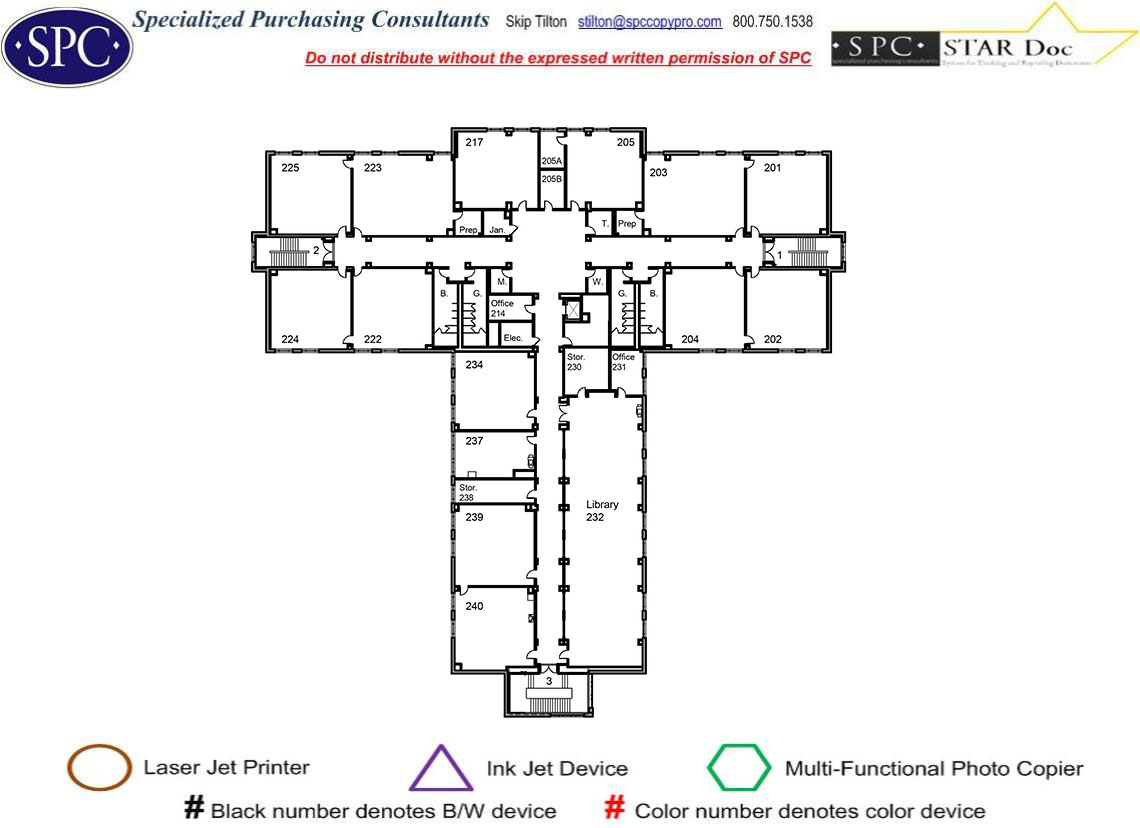 Specialized Purchasing Consultants Skip Tilton stilton@spccopypro.com 800.750.1538
·SPC·
Do not distribute without the expressed written permission of SPC
· S P C · STAR Doc
specialized purchasing consultants System for Tracking and Reporting Documents
217 205
205A
225 223 203 201
205B
Prep Jan. T. Prep
2 1
M. W.
B. G. G. B.
Office
214
224 222 Elec. 204 202
234 Stor.
230
Office
231
237
Stor.
238
Library
232
239
240
3
Laser Jet Printer Ink Jet Device Multi-Functional Photo Copier
# Black number denotes B/W device # Color number denotes color device